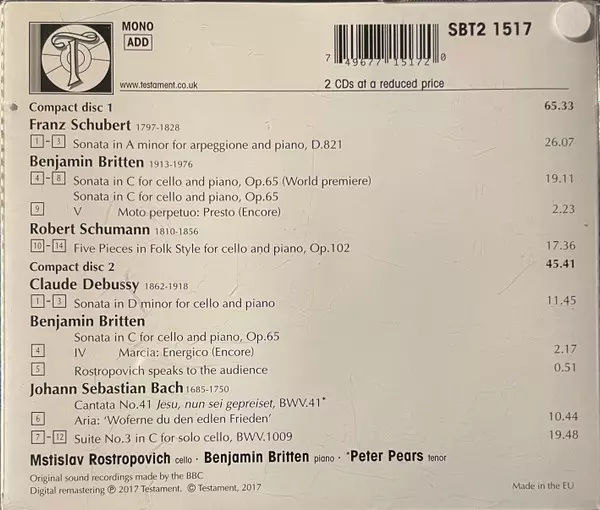 T
MONO
ADD
www.testament.co.uk
7 49677 15172 0
SBT2 1517
2 CDs at a reduced price
Compact disc 1 65.33
Franz Schubert 1797-1828
1 - 3 Sonata in A minor for arpeggione and piano, D.821 26.07
Benjamin Britten 1913-1976
4 - 8 Sonata in C for cello and piano, Op.65 (World premiere) 19.11
Sonata in C for cello and piano, Op.65
9 V Moto perpetuo: Presto (Encore) 2.23
Robert Schumann 1810-1856
10 - 14 Five Pieces in Folk Style for cello and piano, Op.102 17.36
Compact disc 2 45.41
Claude Debussy 1862-1918
1 - 3 Sonata in D minor for cello and piano 11.45
Benjamin Britten
Sonata in C for cello and piano, Op.65
4 IV Marcia: Energico (Encore) 2.17
5 Rostropovich speaks to the audience 0.51
Johann Sebastian Bach 1685-1750
Cantata No.41 Jesu, nun sei gepreiset, BWV.41*
6 Aria: 'Woferne du den edlen Frieden' 10.44
7 - 12 Suite No.3 in C for solo cello, BWV.1009 19.48
Mstislav Rostropovich cello · Benjamin Britten piano · *Peter Pears tenor
Original sound recordings made by the BBC
Digital remastering ℗ 2017 Testament. © Testament, 2017 Made in the EU